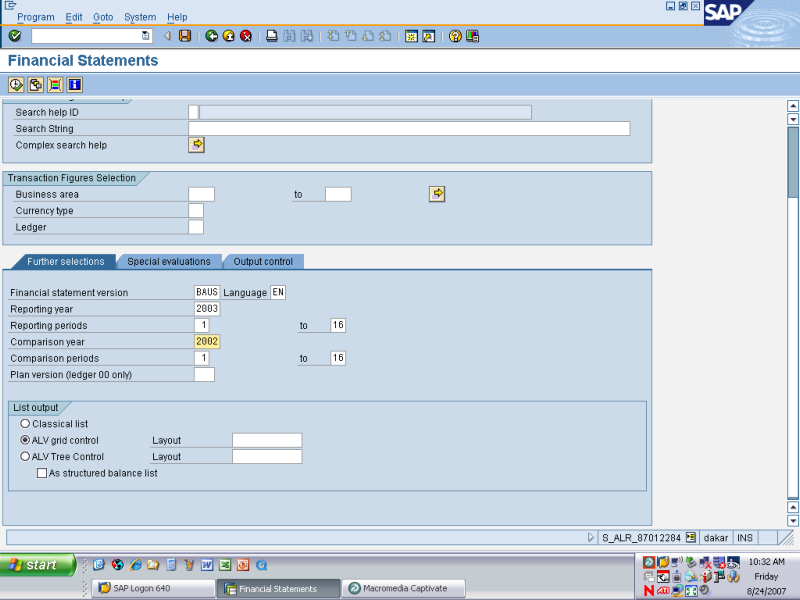 Program Edit Goto System Help
SAP
Financial Statements
Search help ID
Search String
Complex search help
Transaction Figures Selection
Business area to
Currency type
Ledger
Further selections Special evaluations Output control
Financial statement version BAUS Language EN
Reporting year 2003
Reporting periods 1 to 16
Comparison year 2002
Comparison periods 1 to 16
Plan version (ledger 00 only)
List output
Classical list
ALV grid control Layout
ALV Tree Control Layout
As structured balance list
S_ALR_87012284 dakar INS
start
10:32 AM
SAP Logon 640 Financial Statements Macromedia Captivate
Friday
8/24/2007